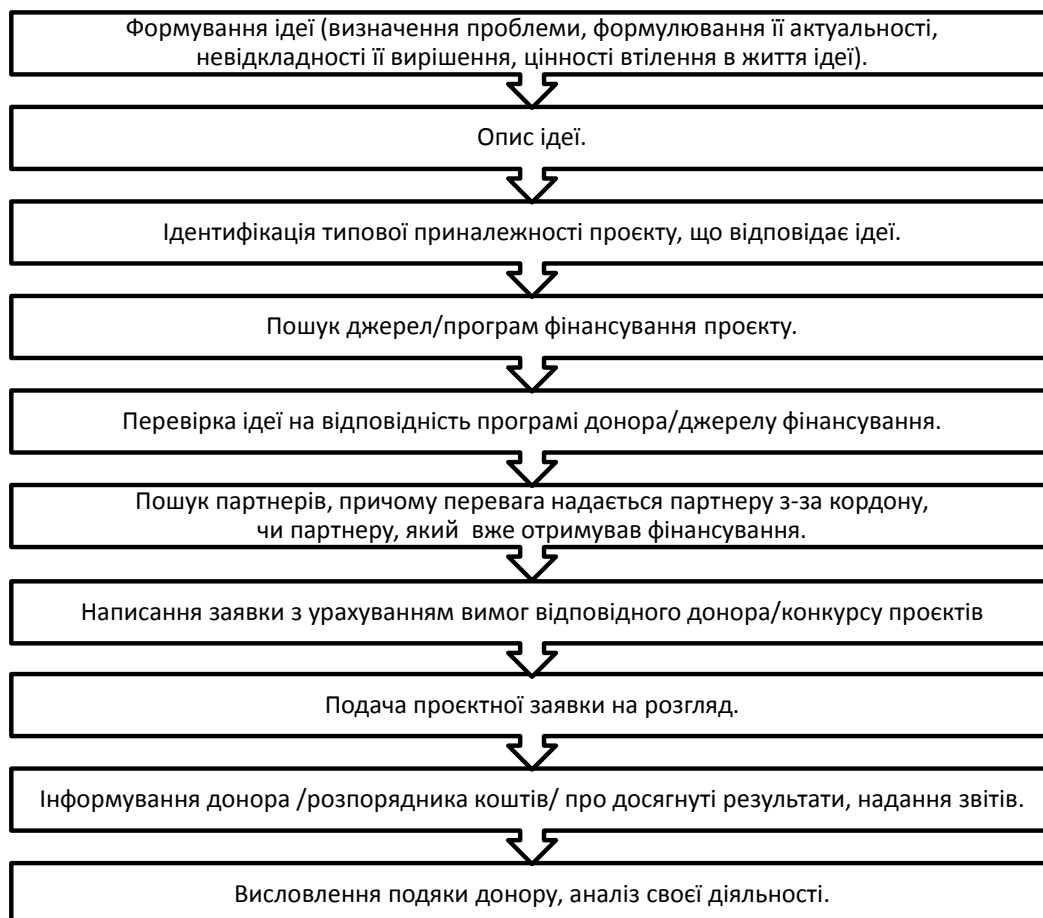 Формування ідеї (визначення проблеми, формулювання її актуальності,
невідкладності її вирішення, цінності втілення в життя ідеї).
Опис ідеї.
Ідентифікація типової приналежності проєкту, що відповідає ідеї.
Пошук джерел/програм фінансування проєкту.
Перевірка ідеї на відповідність програмі донора/джерелу фінансування.
Пошук партнерів, причому перевага надається партнеру з-за кордону,
чи партнеру, який вже отримував фінансування.
Написання заявки з урахуванням вимог відповідного донора/конкурсу проєктів
Подача проєктної заявки на розгляд.
Інформування донора /розпорядника коштів/ про досягнуті результати, надання звітів.
Висловлення подяки донору, аналіз своєї діяльності.